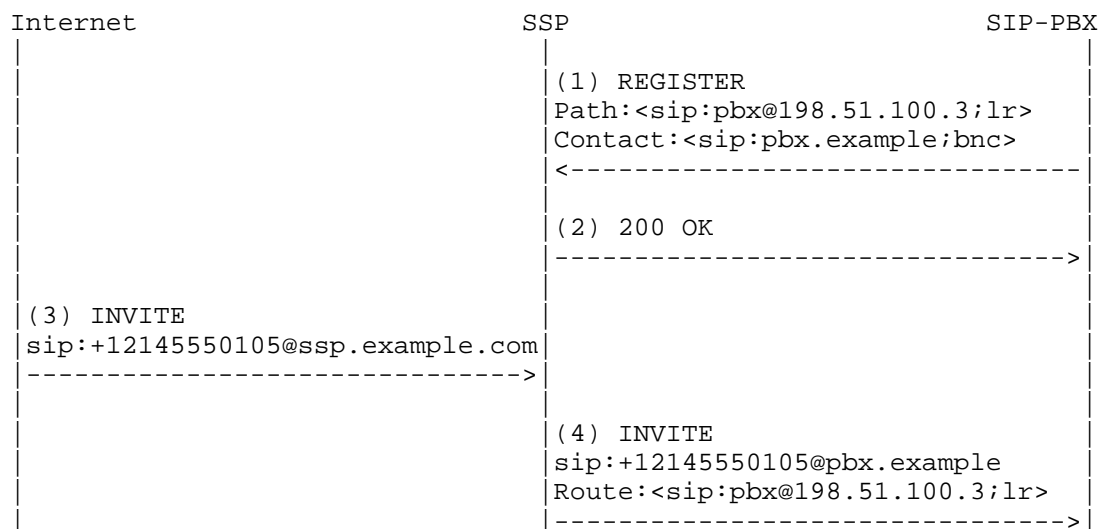 Internet SSP SIP-PBX
(1) REGISTER
Path:<sip:pbx@198.51.100.3;lr>
Contact:<sip:pbx.example;bnc>
(2) 200 OK
(3) INVITE
sip:+12145550105@ssp.example.com
(4) INVITE
sip:+12145550105@pbx.example
Route:<sip:pbx@198.51.100.3;lr>